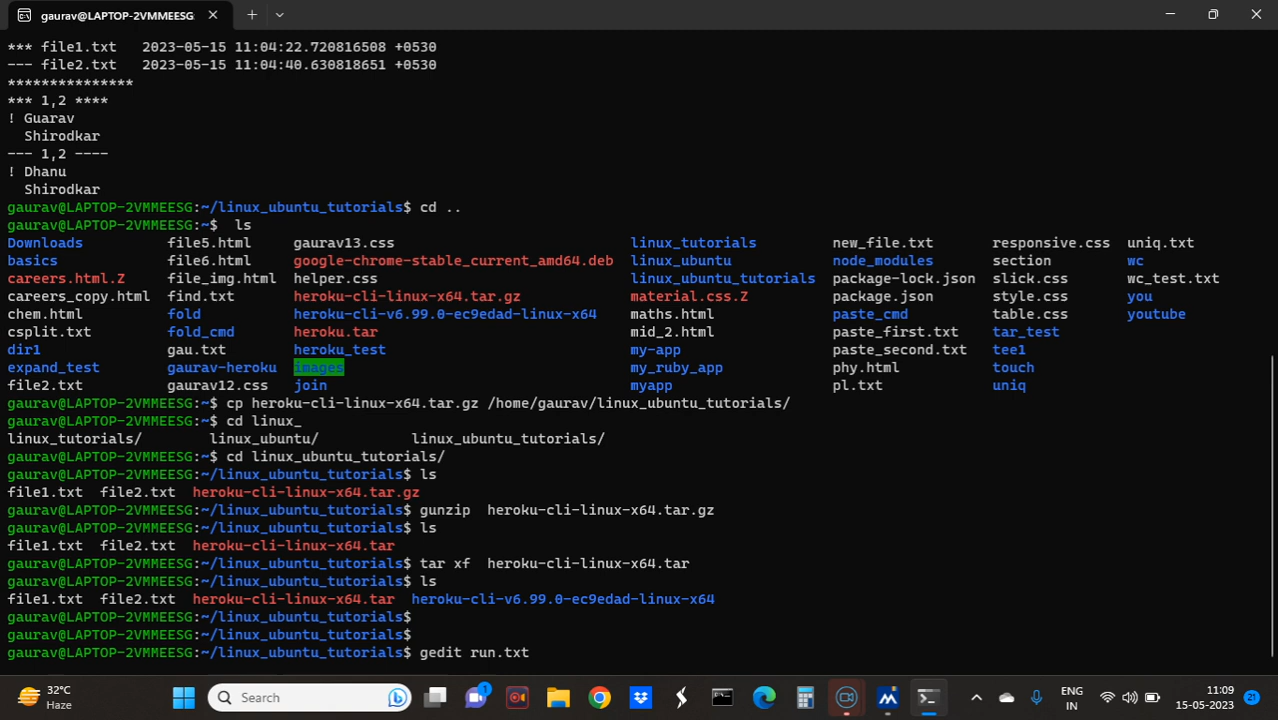 gaurav@LAPTOP-2VMMEESG:
*** file1.txt   2023-05-15 11:04:22.720816508 +0530
--- file2.txt   2023-05-15 11:04:40.630818651 +0530
***************
*** 1,2 ****
! Guarav
  Shirodkar
--- 1,2 ----
! Dhanu
  Shirodkar
gaurav@LAPTOP-2VMMEESG:~/linux_ubuntu_tutorials$ cd ..
gaurav@LAPTOP-2VMMEESG:~$  ls
Downloads file5.html gaurav13.css linux_tutorials new_file.txt responsive.css uniq.txt
basics file6.html google-chrome-stable_current_amd64.deb linux_ubuntu node_modules section wc
careers.html.Z file_img.html helper.css linux_ubuntu_tutorials package-lock.json slick.css wc_test.txt
careers_copy.html find.txt heroku-cli-linux-x64.tar.gz material.css.Z package.json style.css you
chem.html fold heroku-cli-v6.99.0-ec9edad-linux-x64 maths.html paste_cmd table.css youtube
csplit.txt fold_cmd heroku.tar mid_2.html paste_first.txt tar_test
dir1 gau.txt heroku_test my-app paste_second.txt tee1
expand_test gaurav-heroku images my_ruby_app phy.html touch
file2.txt gaurav12.css join myapp pl.txt uniq
gaurav@LAPTOP-2VMMEESG:~$ cp heroku-cli-linux-x64.tar.gz /home/gaurav/linux_ubuntu_tutorials/
gaurav@LAPTOP-2VMMEESG:~$ cd linux_
linux_tutorials/ linux_ubuntu/ linux_ubuntu_tutorials/
gaurav@LAPTOP-2VMMEESG:~$ cd linux_ubuntu_tutorials/
gaurav@LAPTOP-2VMMEESG:~/linux_ubuntu_tutorials$ ls
file1.txt  file2.txt  heroku-cli-linux-x64.tar.gz
gaurav@LAPTOP-2VMMEESG:~/linux_ubuntu_tutorials$ gunzip  heroku-cli-linux-x64.tar.gz
gaurav@LAPTOP-2VMMEESG:~/linux_ubuntu_tutorials$ ls
file1.txt  file2.txt  heroku-cli-linux-x64.tar
gaurav@LAPTOP-2VMMEESG:~/linux_ubuntu_tutorials$ tar xf  heroku-cli-linux-x64.tar
gaurav@LAPTOP-2VMMEESG:~/linux_ubuntu_tutorials$ ls
file1.txt  file2.txt  heroku-cli-linux-x64.tar  heroku-cli-v6.99.0-ec9edad-linux-x64
gaurav@LAPTOP-2VMMEESG:~/linux_ubuntu_tutorials$
gaurav@LAPTOP-2VMMEESG:~/linux_ubuntu_tutorials$
gaurav@LAPTOP-2VMMEESG:~/linux_ubuntu_tutorials$ gedit run.txt
32°C
Haze
Search
1
ENG
IN
11:09
15-05-2023
21